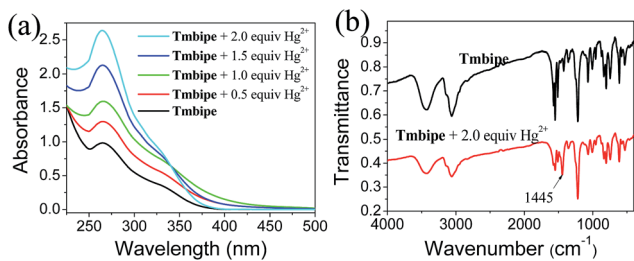 (a)
Tmbipe + 2.0 equiv Hg²⁺
Tmbipe + 1.5 equiv Hg²⁺
Tmbipe + 1.0 equiv Hg²⁺
Tmbipe + 0.5 equiv Hg²⁺
Tmbipe
Absorbance
2.5
2.0
1.5
1.0
0.5
0.0
250 300 350 400 450 500
Wavelength (nm)
(b)
Tmbipe
Tmbipe + 2.0 equiv Hg²⁺
1445
Transmittance
0.9
0.8
0.7
0.6
0.5
0.4
0.3
0.2
4000 3000 2000 1000
Wavenumber (cm⁻¹)